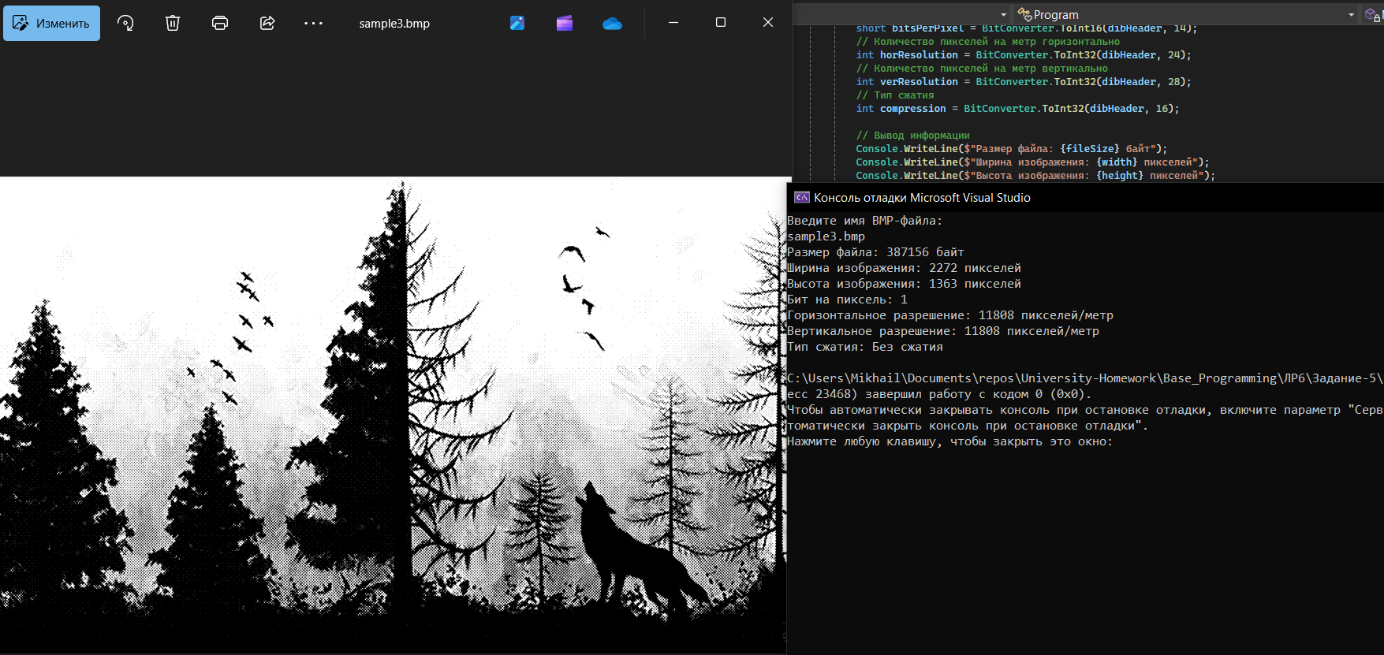 Изменить
sample3.bmp
Program
short bitsPerPixel = BitConverter.ToInt16(dibHeader, 14);
// Количество пикселей на метр горизонтально
int horResolution = BitConverter.ToInt32(dibHeader, 24);
// Количество пикселей на метр вертикально
int verResolution = BitConverter.ToInt32(dibHeader, 28);
// Тип сжатия
int compression = BitConverter.ToInt32(dibHeader, 16);
// Вывод информации
Console.WriteLine($"Размер файла: {fileSize} байт");
Console.WriteLine($"Ширина изображения: {width} пикселей");
Console.WriteLine($"Высота изображения: {height} пикселей");
Консоль отладки Microsoft Visual Studio
Введите имя BMP-файла:
sample3.bmp
Размер файла: 387156 байт
Ширина изображения: 2272 пикселей
Высота изображения: 1363 пикселей
Бит на пиксель: 1
Горизонтальное разрешение: 11808 пикселей/метр
Вертикальное разрешение: 11808 пикселей/метр
Тип сжатия: Без сжатия
C:\Users\Mikhail\Documents\repos\University-Homework\Base_Programming\ЛР6\Задание-5\
есс 23468) завершил работу с кодом 0 (0x0).
Чтобы автоматически закрывать консоль при остановке отладки, включите параметр "Серв
томатически закрыть консоль при остановке отладки".
Нажмите любую клавишу, чтобы закрыть это окно: